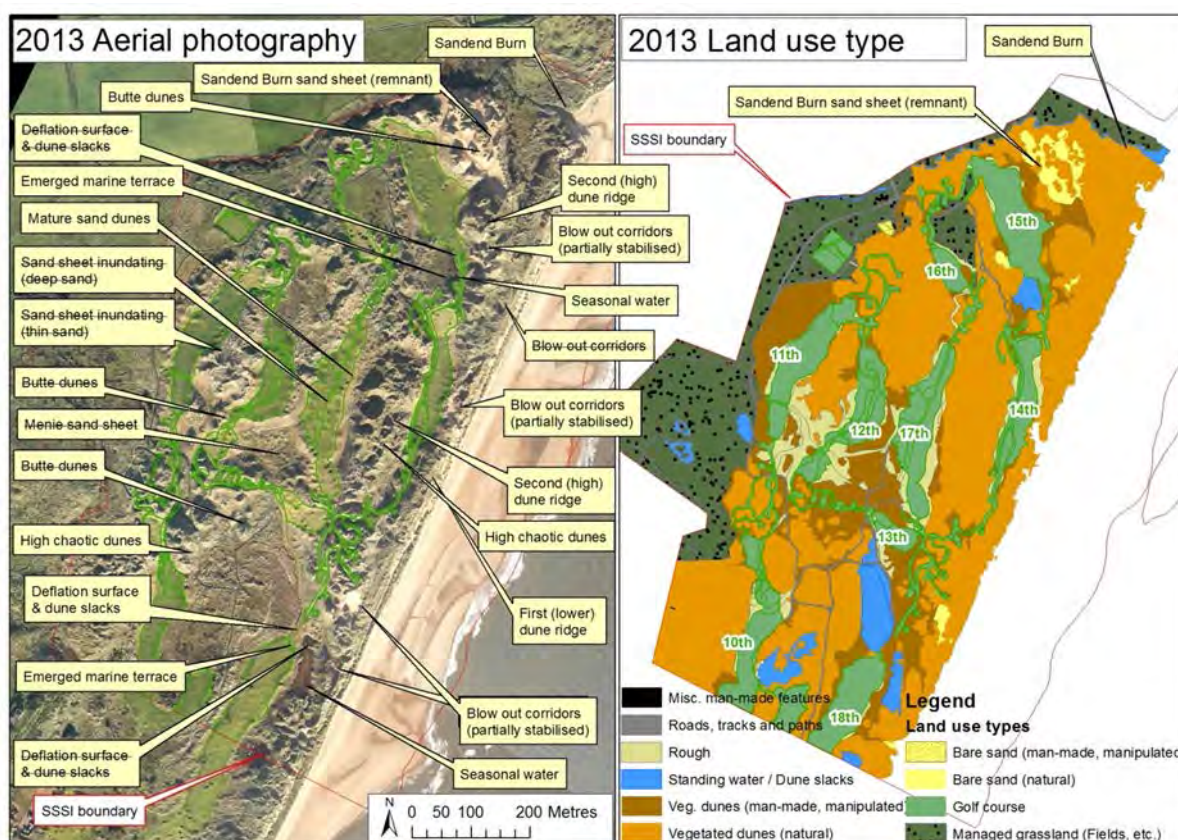 2013 Aerial photography
Sandend Burn
Sandend Burn sand sheet (remnant)
Butte dunes
Deflation surface
& dune slacks
Emerged marine terrace
Mature sand dunes
Sand sheet inundating
(deep sand)
Sand sheet inundating
(thin sand)
Butte dunes
Menie sand sheet
Butte dunes
High chaotic dunes
Deflation surface
& dune slacks
Emerged marine terrace
Deflation surface
& dune slacks
SSSI boundary
Second (high)
dune ridge
Blow out corridors
(partially stabilised)
Seasonal water
Blow out corridors
Blow out corridors
(partially stabilised)
Second (high)
dune ridge
High chaotic dunes
First (lower)
dune ridge
Blow out corridors
(partially stabilised)
Seasonal water
N
0 50 100 200 Metres
2013 Land use type
Sandend Burn
Sandend Burn sand sheet (remnant)
SSSI boundary
15th
16th
11th
14th
12th
17th
13th
10th
18th
Misc. man-made features
Roads, tracks and paths
Rough
Standing water / Dune slacks
Veg. dunes (man-made, manipulated)
Vegetated dunes (natural)
Legend
Land use types
Bare sand (man-made, manipulated
Bare sand (natural)
Golf course
Managed grassland (Fields, etc.)